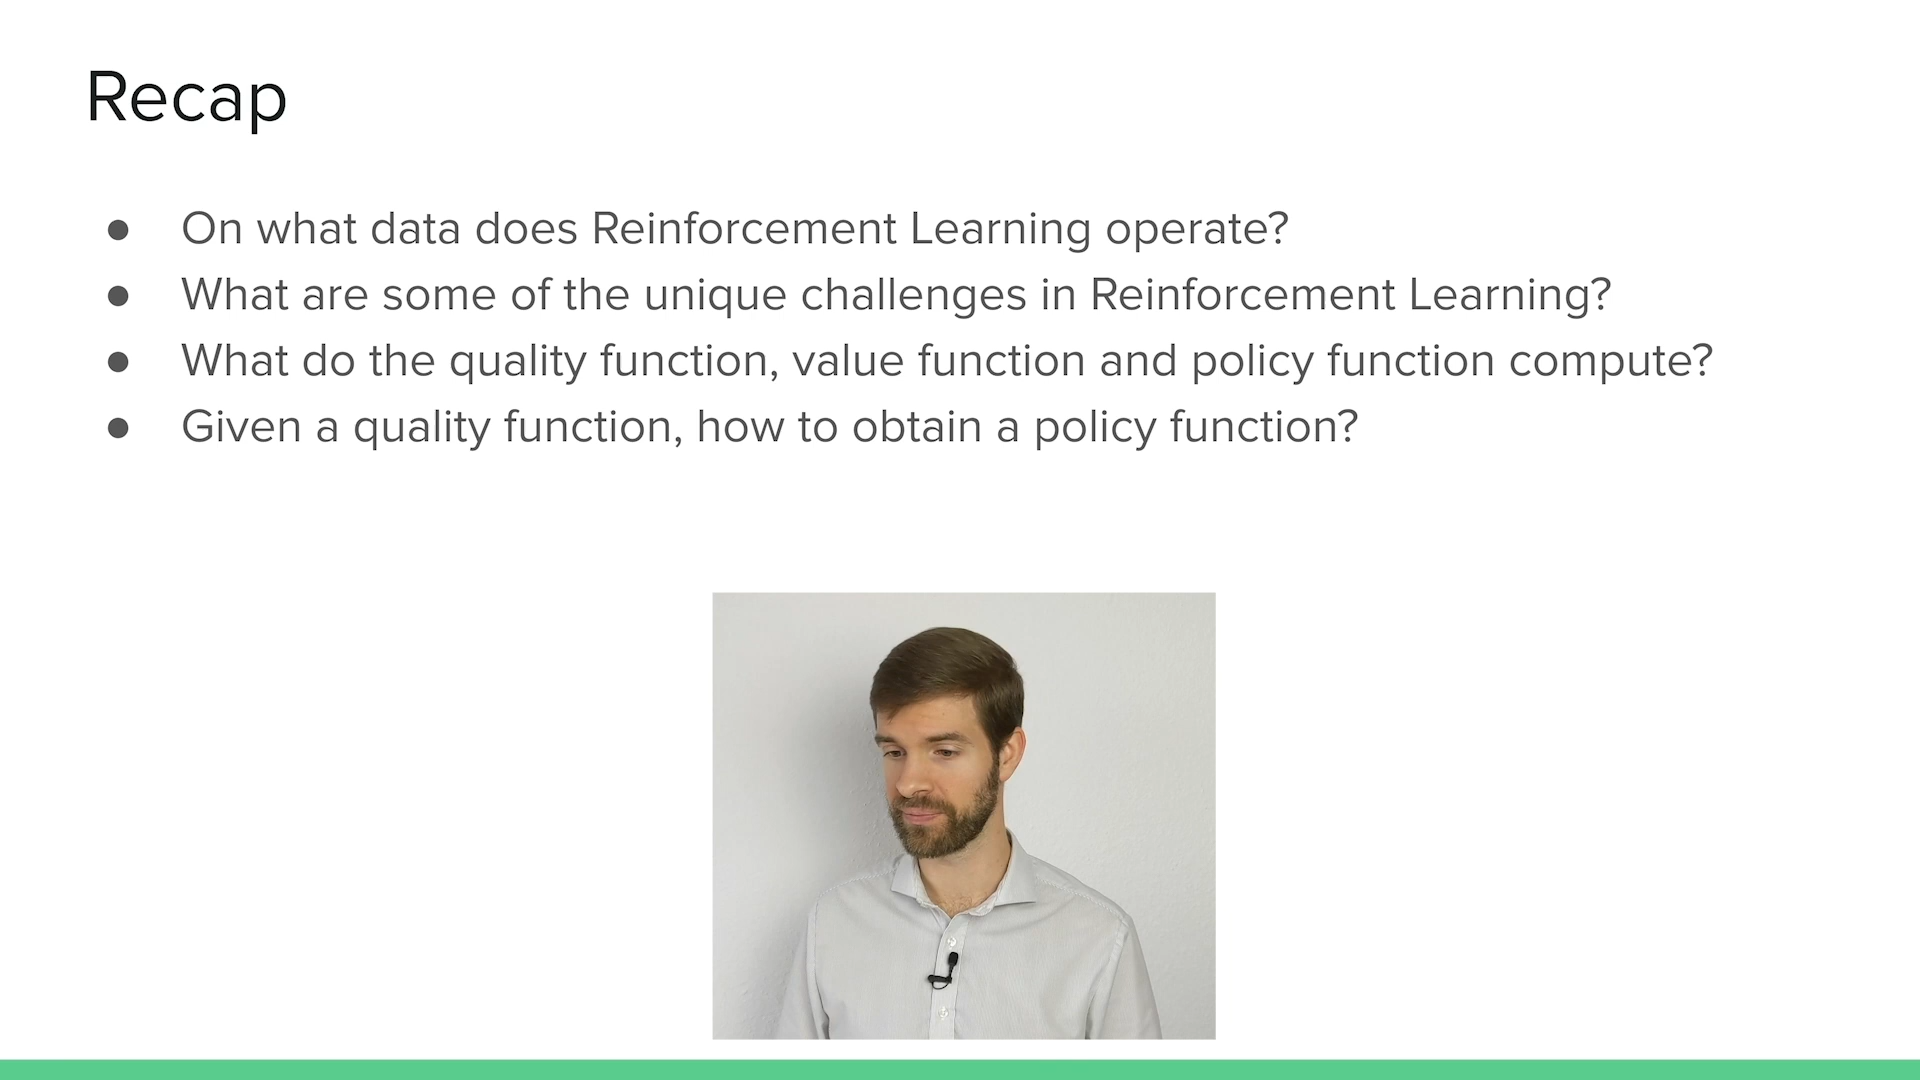 Recap
● On what data does Reinforcement Learning operate?
● What are some of the unique challenges in Reinforcement Learning?
● What do the quality function, value function and policy function compute?
● Given a quality function, how to obtain a policy function?